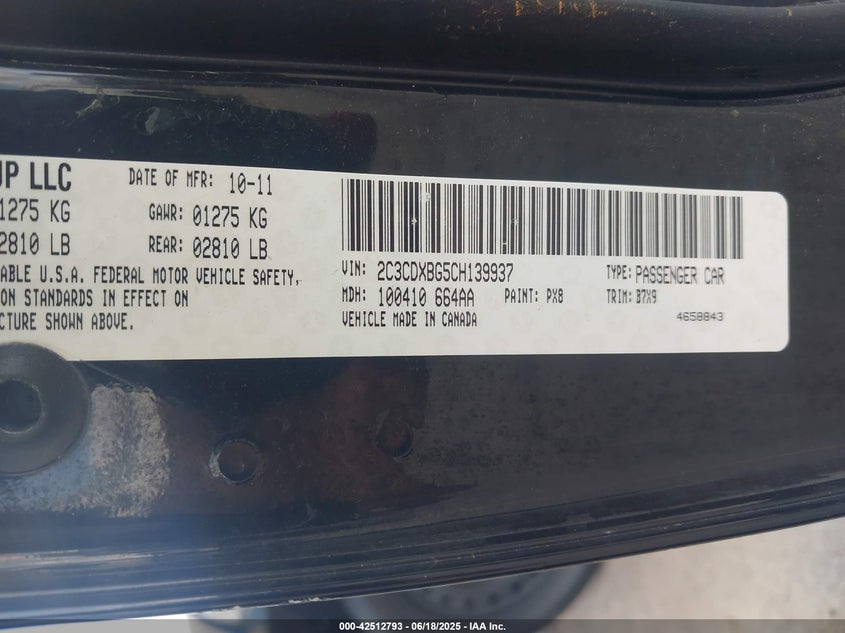 UP LLC DATE OF MFR: 10-11
1275 KG GAWR: 01275 KG
2810 LB REAR: 02810 LB
ABLE U.S.A. FEDERAL MOTOR VEHICLE SAFETY,
ON STANDARDS IN EFFECT ON
CTURE SHOWN ABOVE.
VIN: 2C3CDXBG5CH139937 TYPE: PASSENGER CAR
MDH: 100410 664AA PAINT: PX8 TRIM: B7X9
VEHICLE MADE IN CANADA 4658843
000-42512793 - 06/18/2025 - IAA Inc.